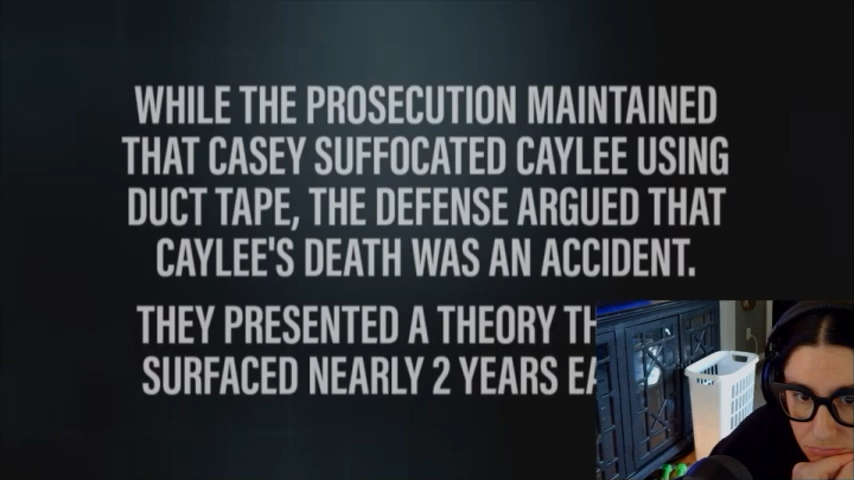 WHILE THE PROSECUTION MAINTAINED
THAT CASEY SUFFOCATED CAYLEE USING
DUCT TAPE, THE DEFENSE ARGUED THAT
CAYLEE'S DEATH WAS AN ACCIDENT.
THEY PRESENTED A THEORY
SURFACED NEARLY 2 YEARS